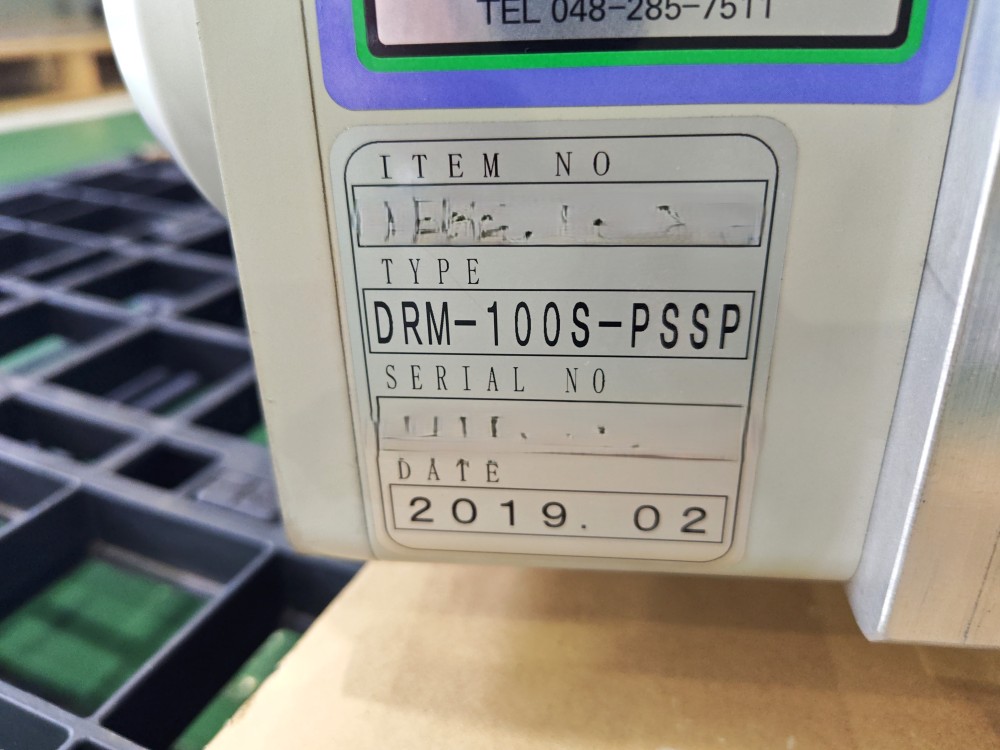 TEL 048-285-7511
ITEM NO
TYPE
DRM-100S-PSSP
SERIAL NO
DATE
2019.02